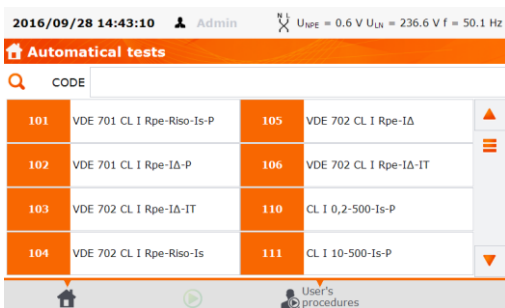 2016/09/28 14:43:10 Admin N L U_NPE = 0.6 V U_LN = 236.6 V f = 50.1 Hz
Automatical tests
CODE
101 VDE 701 CL I Rpe-Riso-Is-P 105 VDE 702 CL I Rpe-IΔ
102 VDE 701 CL I Rpe-IΔ-P 106 VDE 702 CL I Rpe-IΔ-IT
103 VDE 702 CL I Rpe-IΔ-IT 110 CL I 0,2-500-Is-P
104 VDE 702 CL I Rpe-Riso-Is 111 CL I 10-500-Is-P
User's
procedures